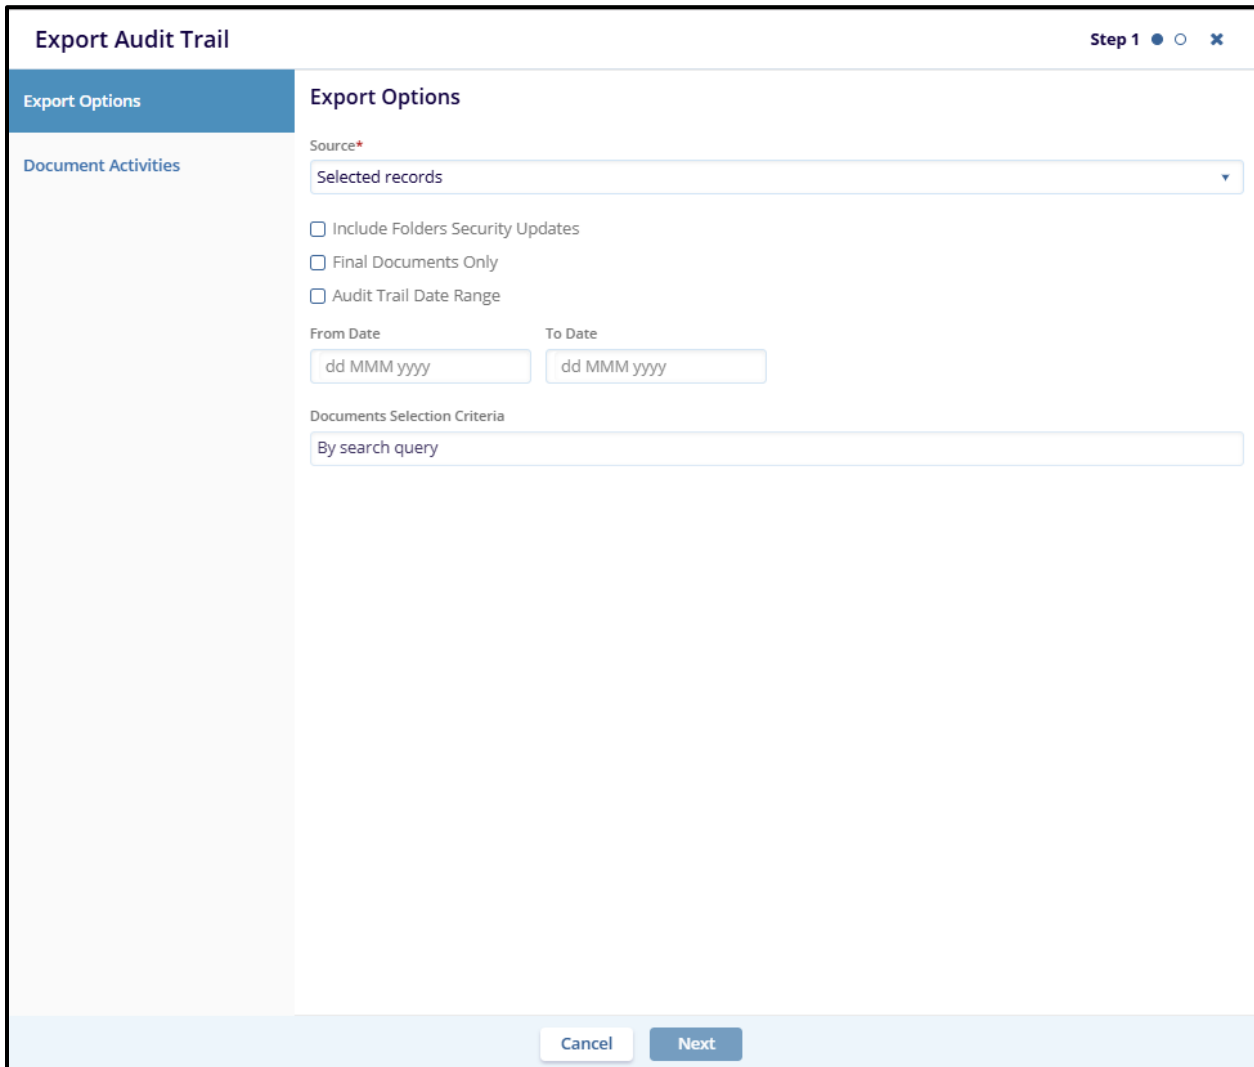 Export Audit Trail
Step 1
Export Options
Document Activities
Export Options
Source*
Selected records
Include Folders Security Updates
Final Documents Only
Audit Trail Date Range
From Date To Date
dd MMM yyyy dd MMM yyyy
Documents Selection Criteria
By search query
Cancel Next